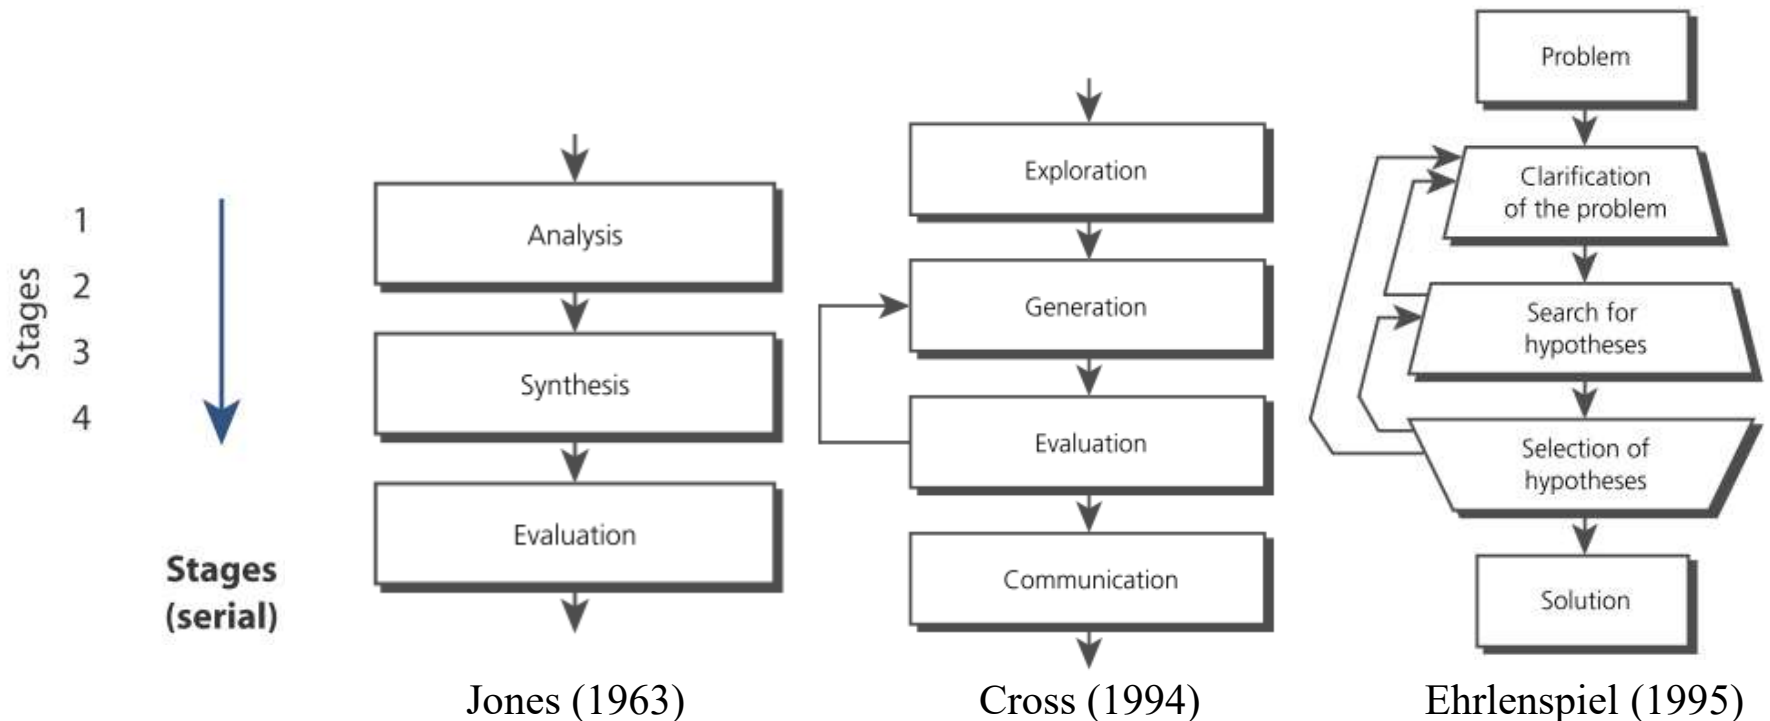 Stages
1
2
3
4
Stages
(serial)
Analysis
Synthesis
Evaluation
Jones (1963)
Exploration
Generation
Evaluation
Communication
Cross (1994)
Problem
Clarification
of the problem
Search for
hypotheses
Selection of
hypotheses
Solution
Ehrlenspiel (1995)